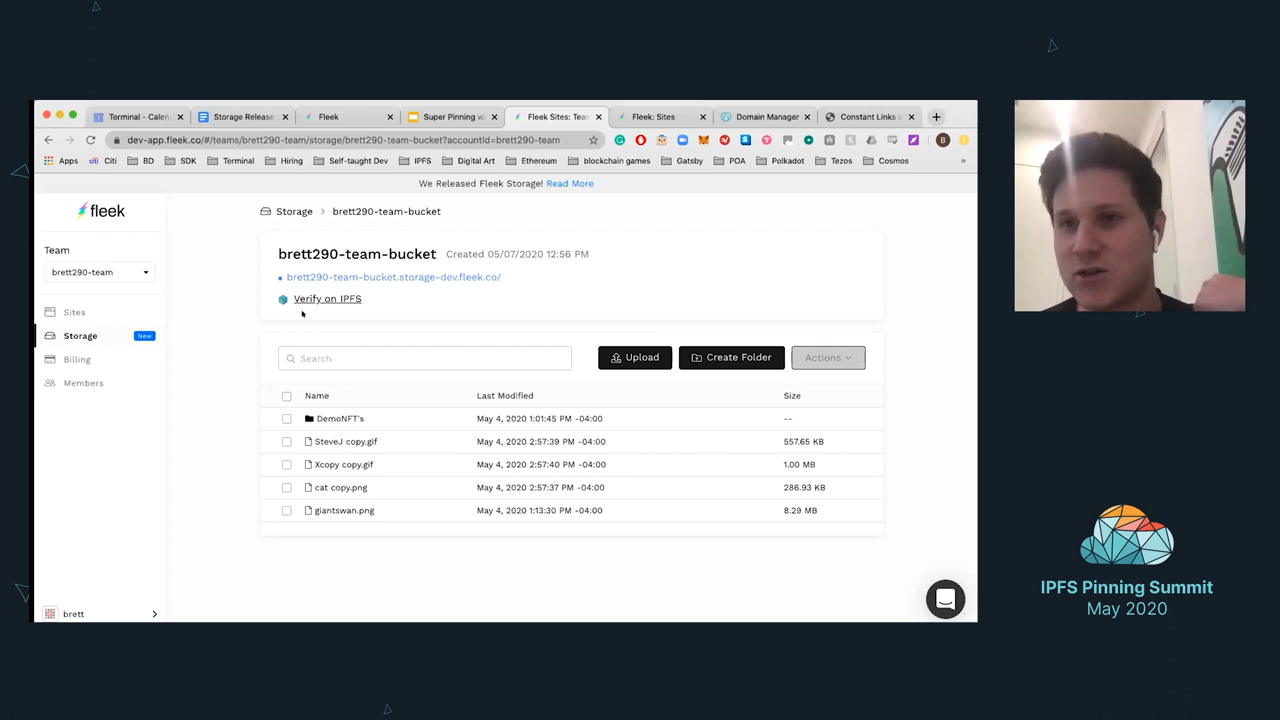 Terminal - Calen
Storage Release
Fleek
Super Pinning wi
Fleek Sites: Tean
Fleek: Sites
Domain Manager
Constant Links i
dev-app.fleek.co/#/teams/brett290-team/storage/brett290-team-bucket?accountId=brett290-team
B
Apps
Citi
BD
SDK
Terminal
Hiring
Self-taught Dev
IPFS
Digital Art
Ethereum
blockchain games
Gatsby
POA
Polkadot
Tezos
Cosmos
»
We Released Fleek Storage! Read More
fleek
Storage > brett290-team-bucket
Team
brett290-team
brett290-team-bucket Created 05/07/2020 12:56 PM
brett290-team-bucket.storage-dev.fleek.co/
Verify on IPFS
Sites
Storage New
Billing
Members
Search
Upload
Create Folder
Actions
Name Last Modified Size
DemoNFT's May 4, 2020 1:01:45 PM -04:00 --
SteveJ copy.gif May 4, 2020 2:57:39 PM -04:00 557.65 KB
Xcopy copy.gif May 4, 2020 2:57:40 PM -04:00 1.00 MB
cat copy.png May 4, 2020 2:57:37 PM -04:00 286.93 KB
giantswan.png May 4, 2020 1:13:30 PM -04:00 8.29 MB
brett
IPFS Pinning Summit
May 2020